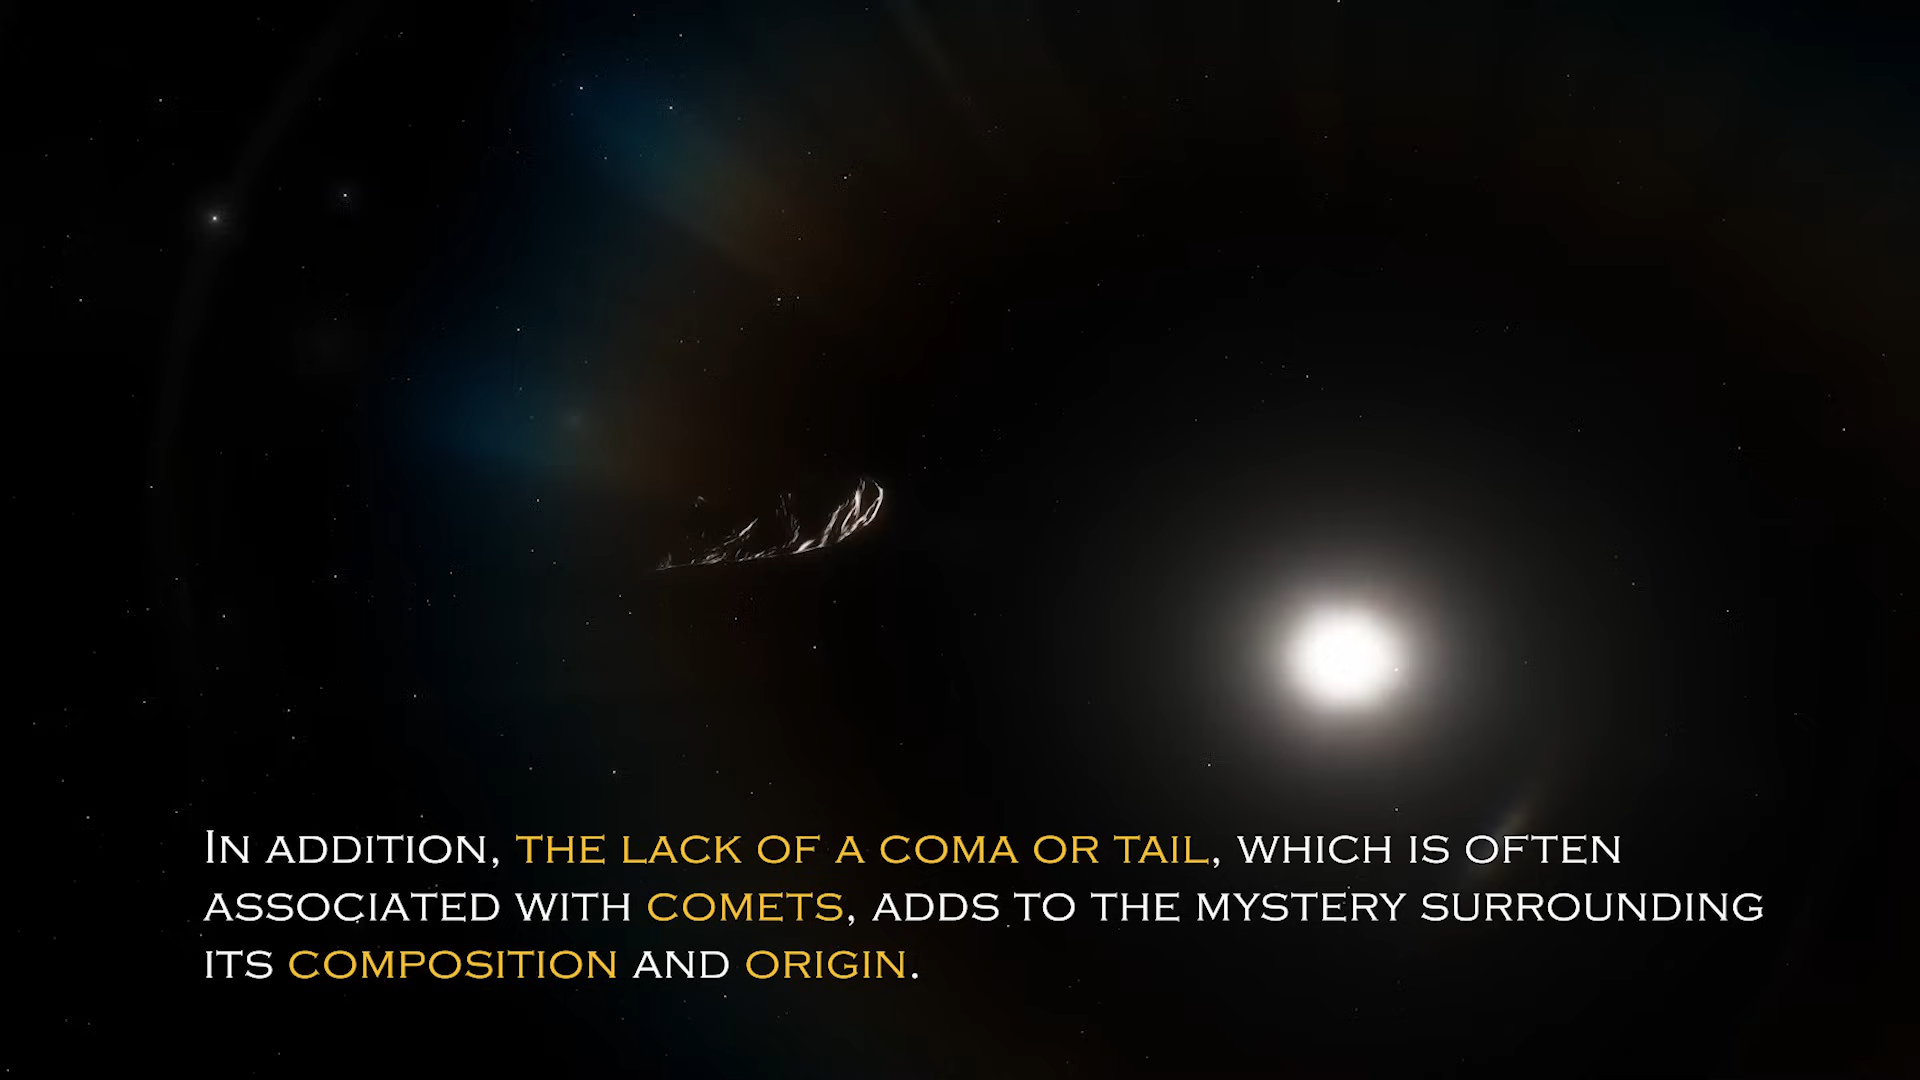 In addition, the lack of a coma or tail, which is often
associated with comets, adds to the mystery surrounding
its composition and origin.